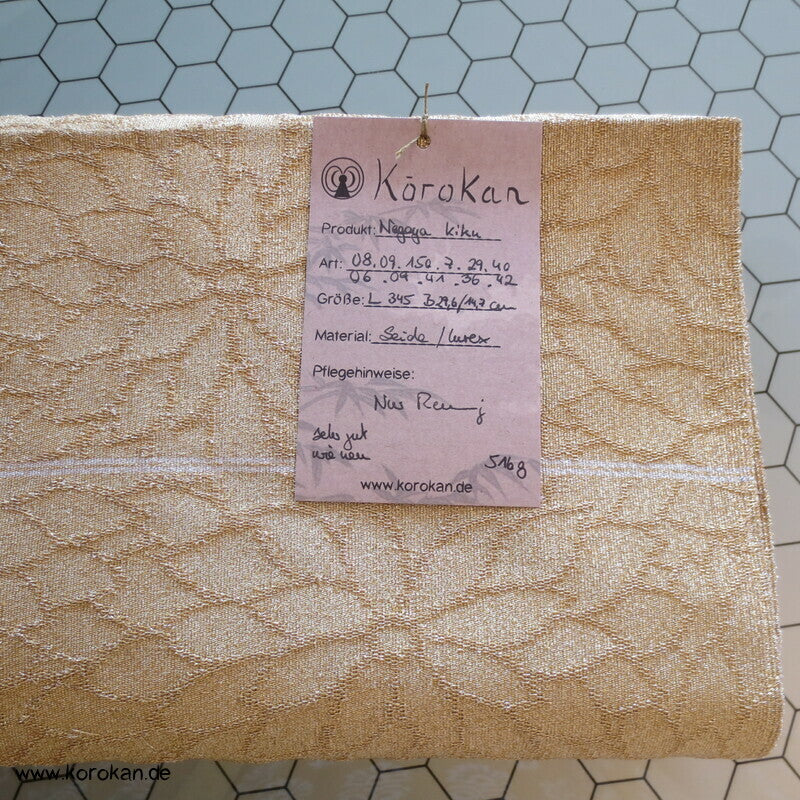 Kōrokan
Produkt: Nagoya kiku
Art: 08.09.150.7.29.40
06.09.41.36.42
Größe: L 345 B 29,6/14,7 cm
Material: Seide / Lurex
Pflegehinweise:
Nur Reinig
sehr gut
wie neu
516 g
www.korokan.de
www.korokan.de